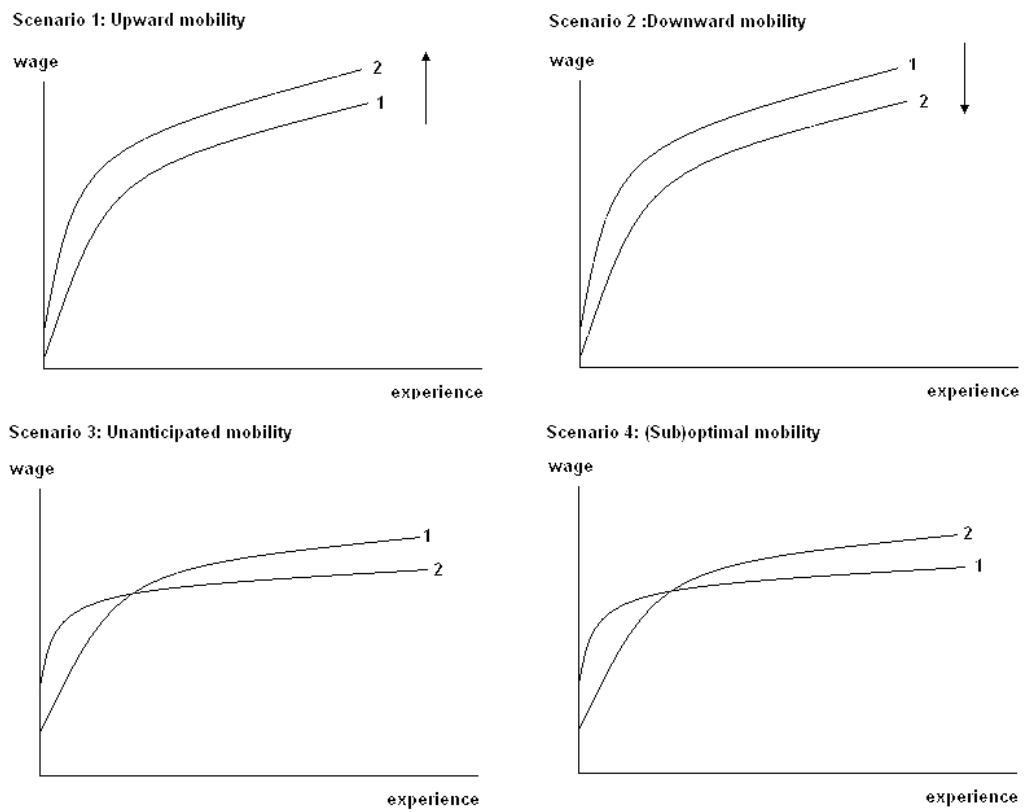 Scenario 1: Upward mobility
wage
2
1
experience
Scenario 2 :Downward mobility
wage
1
2
experience
Scenario 3: Unanticipated mobility
wage
1
2
experience
Scenario 4: (Sub)optimal mobility
wage
2
1
experience